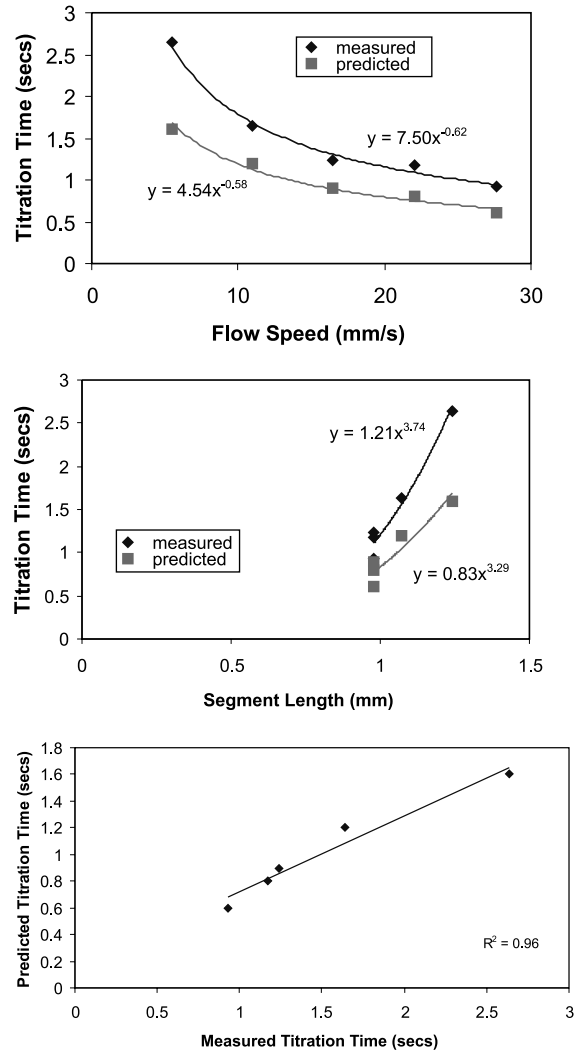 3
2.5
2
1.5
1
0.5
0
Titration Time (secs)
measured
predicted
y = 7.50x^-0.62
y = 4.54x^-0.58
0 10 20 30
Flow Speed (mm/s)
3
2.5
2
1.5
1
0.5
0
Titration Time (secs)
y = 1.21x^3.74
measured
predicted
y = 0.83x^3.29
0 0.5 1 1.5
Segment Length (mm)
1.8
1.6
1.4
1.2
1
0.8
0.6
0.4
0.2
0
Predicted Titration Time (secs)
R² = 0.96
0 0.5 1 1.5 2 2.5 3
Measured Titration Time (secs)